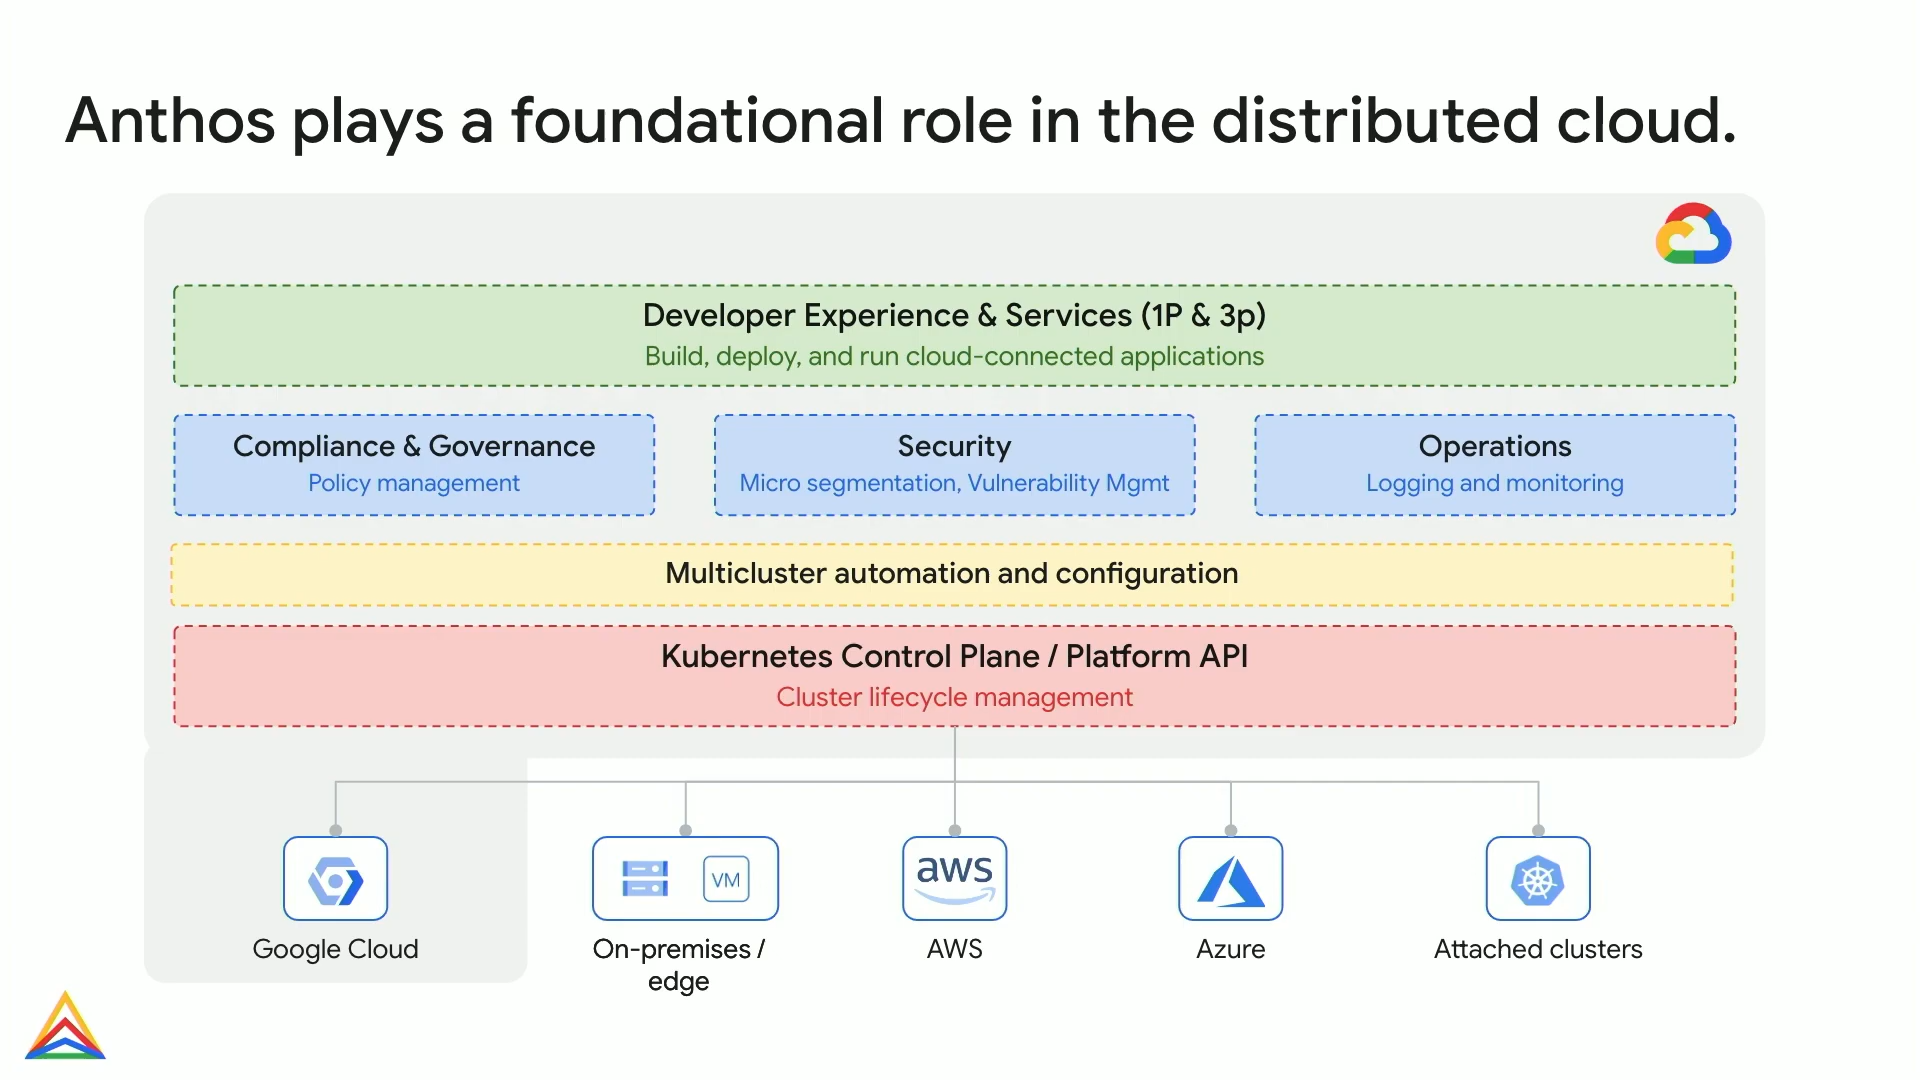 Anthos plays a foundational role in the distributed cloud.
Developer Experience & Services (1P & 3p)
Build, deploy, and run cloud-connected applications
Compliance & Governance
Policy management
Security
Micro segmentation, Vulnerability Mgmt
Operations
Logging and monitoring
Multicluster automation and configuration
Kubernetes Control Plane / Platform API
Cluster lifecycle management
VM
aws
Google Cloud
On-premises /
edge
AWS
Azure
Attached clusters